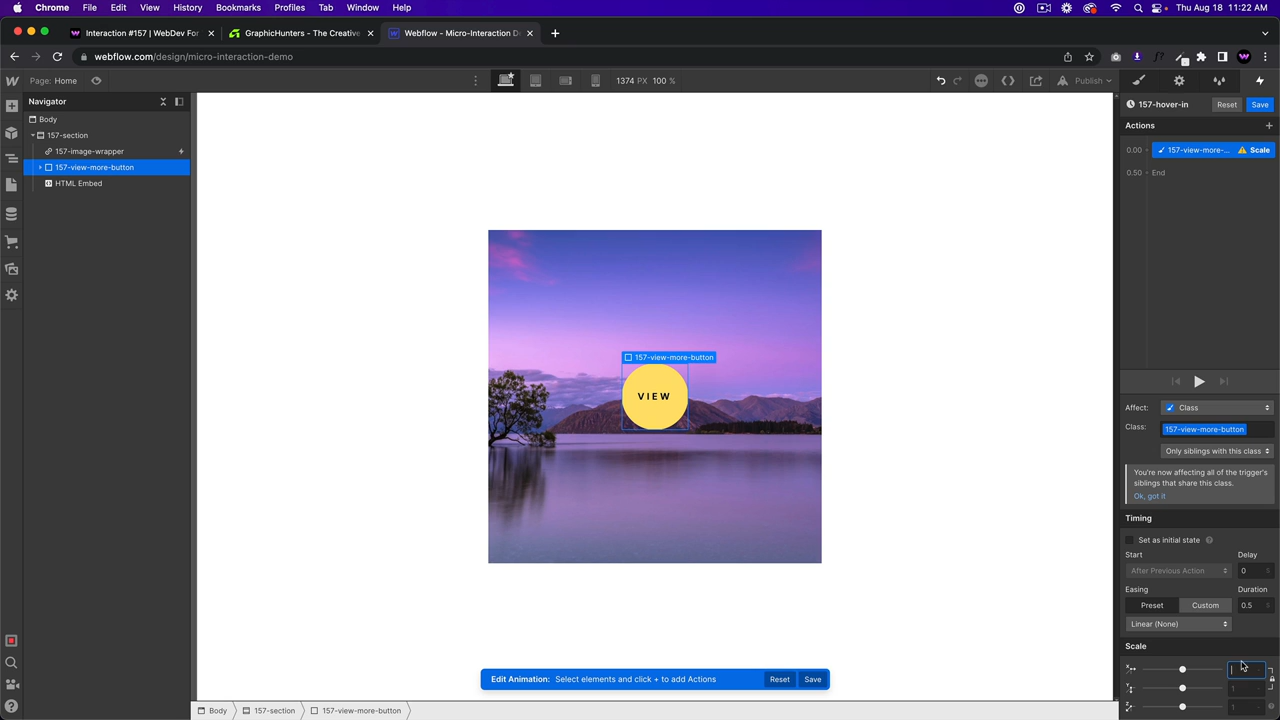 Chrome File Edit View History Bookmarks Profiles Tab Window Help Thu Aug 18 11:22 AM
Interaction #157 | WebDev For GraphicHunters - The Creative Webflow - Micro-Interaction D
webflow.com/design/micro-interaction-demo
Page: Home 1374 PX 100 % Publish
Navigator
157-hover-in Reset Save
Body
Actions
157-section
157-image-wrapper
0.00 157-view-more-... Scale
157-view-more-button
0.50 End
HTML Embed
157-view-more-button
VIEW
Affect: Class
Class: 157-view-more-button
Only siblings with this class
You're now affecting all of the trigger's
siblings that share this class.
Ok, got it
Timing
Set as initial state
Start Delay
After Previous Action 0 S
Easing Duration
Preset Custom 0.5 S
Linear (None)
Scale
X
Y 1
Z 1
Edit Animation: Select elements and click + to add Actions Reset Save
Body 157-section 157-view-more-button